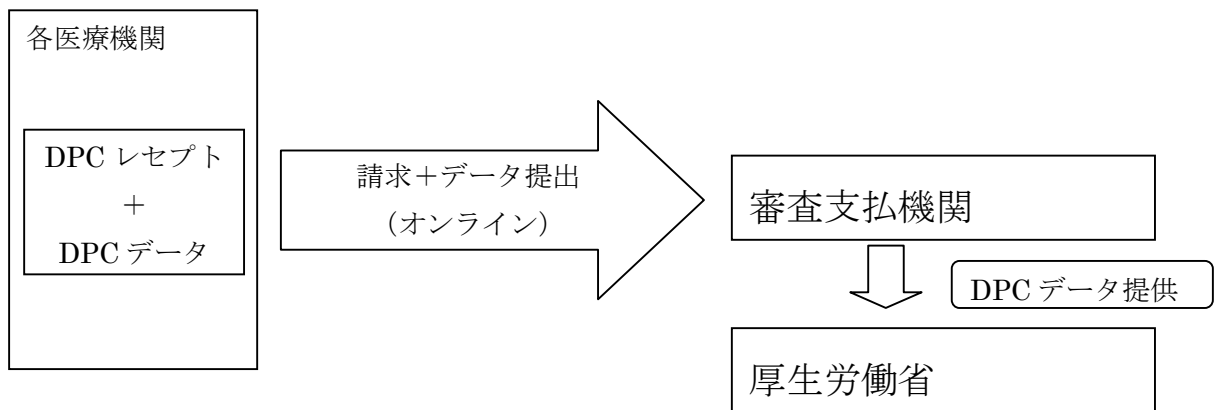 各医療機関
DPC レセプト
＋
DPC データ
請求＋データ提出
（オンライン）
審査支払機関
DPC データ提供
厚生労働省